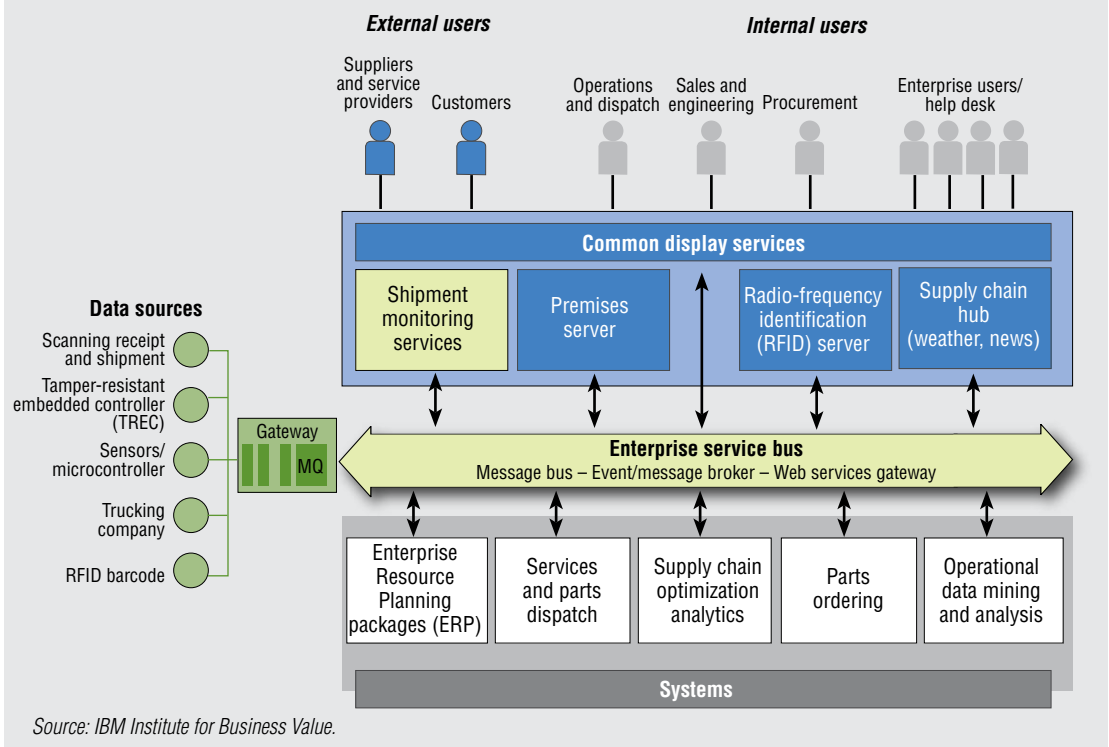 External users
Internal users
Suppliers
and service
providers
Customers
Operations
and dispatch
Sales and
engineering
Procurement
Enterprise users/
help desk
Common display services
Shipment
monitoring
services
Premises
server
Radio-frequency
identification
(RFID) server
Supply chain
hub
(weather, news)
Data sources
Scanning receipt
and shipment
Tamper-resistant
embedded controller
(TREC)
Sensors/
microcontroller
Trucking
company
RFID barcode
Gateway
MQ
Enterprise service bus
Message bus – Event/message broker – Web services gateway
Enterprise
Resource
Planning
packages (ERP)
Services
and parts
dispatch
Supply chain
optimization
analytics
Parts
ordering
Operational
data mining
and analysis
Systems
Source: IBM Institute for Business Value.